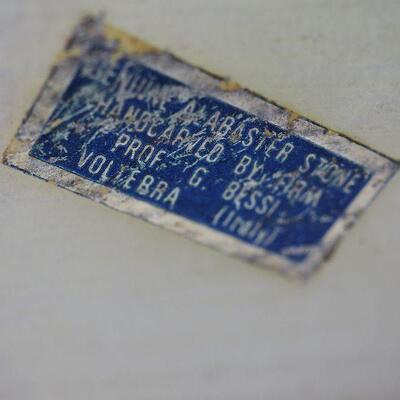 GENUINE ALABASTER STONE
HANDCARVED BY FIRM
PROF. G. BESSI
VOLTERRA (Italy)